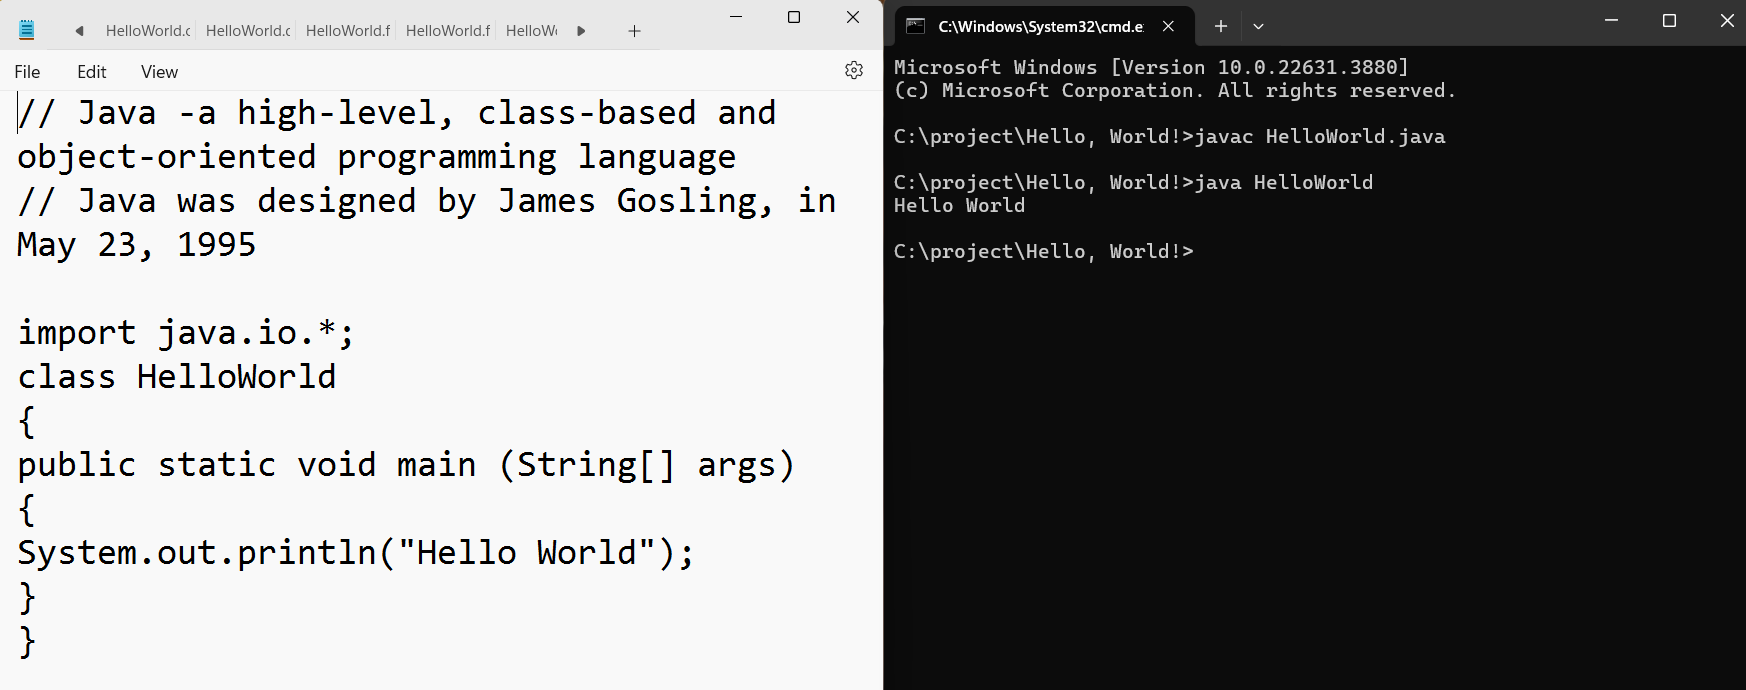 HelloWorld.c
HelloWorld.c
HelloWorld.f
HelloWorld.f
File
Edit
View
// Java -a high-level, class-based and
object-oriented programming language
// Java was designed by James Gosling, in
May 23, 1995
import java.io.*;
class HelloWorld
{
public static void main (String[] args)
{
System.out.println("Hello World");
}
}
C:\Windows\System32\cmd.e
Microsoft Windows [Version 10.0.22631.3880]
(c) Microsoft Corporation. All rights reserved.
C:\project\Hello, World!>javac HelloWorld.java
C:\project\Hello, World!>java HelloWorld
Hello World
C:\project\Hello, World!>